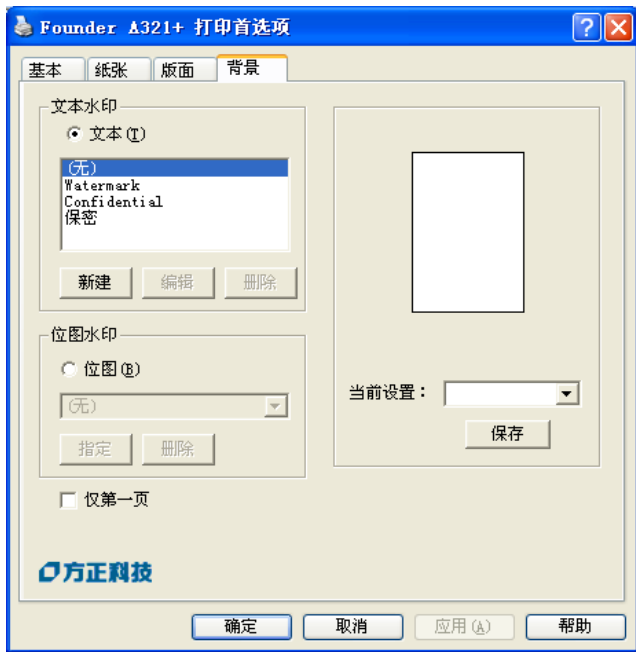 Founder A321+ 打印首选项
基本 纸张 版面 背景
文本水印
文本(T)
(无)
Watermark
Confidential
保密
新建 编辑 删除
位图水印
位图(B)
(无)
指定 删除
仅第一页
当前设置：
保存
方正科技
确定 取消 应用(A) 帮助